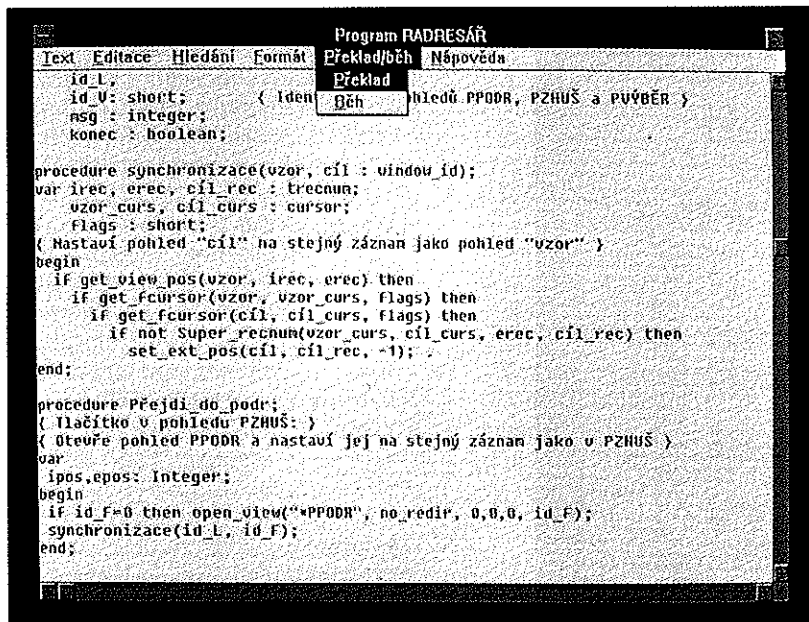 Program RADRESÁŘ
Text Editace Hledání Formát Překlad/běh Nápověda
Překlad
Běh
id_L,
id_V: short; { Iden ohledů PPODR, PZHUŠ a PVÝBĚR }
msg : integer;
konec : boolean;
procedure synchronizace(vzor, cíl : window_id);
var irec, erec, cíl_rec : trecnum;
vzor_curs, cíl_curs : cursor;
flags : short;
{ Nastaví pohled "cíl" na stejný záznam jako pohled "vzor" }
begin
if get_view_pos(vzor, irec, erec) then
if get_fcursor(vzor, vzor_curs, flags) then
if get_fcursor(cíl, cíl_curs, flags) then
if not Super_recnum(vzor_curs, cíl_curs, erec, cíl_rec) then
set_ext_pos(cíl, cíl_rec, -1);
end;
procedure Přejdi_do_podr;
{ Tlačítko v pohledu PZHUŠ: }
{ Otevře pohled PPODR a nastaví jej na stejný záznam jako v PZHUŠ }
var
ipos,epos: Integer;
begin
if id_F=0 then open_view("*PPODR", no_redir, 0,0,0, id_F);
synchronizace(id_L, id_F);
end;